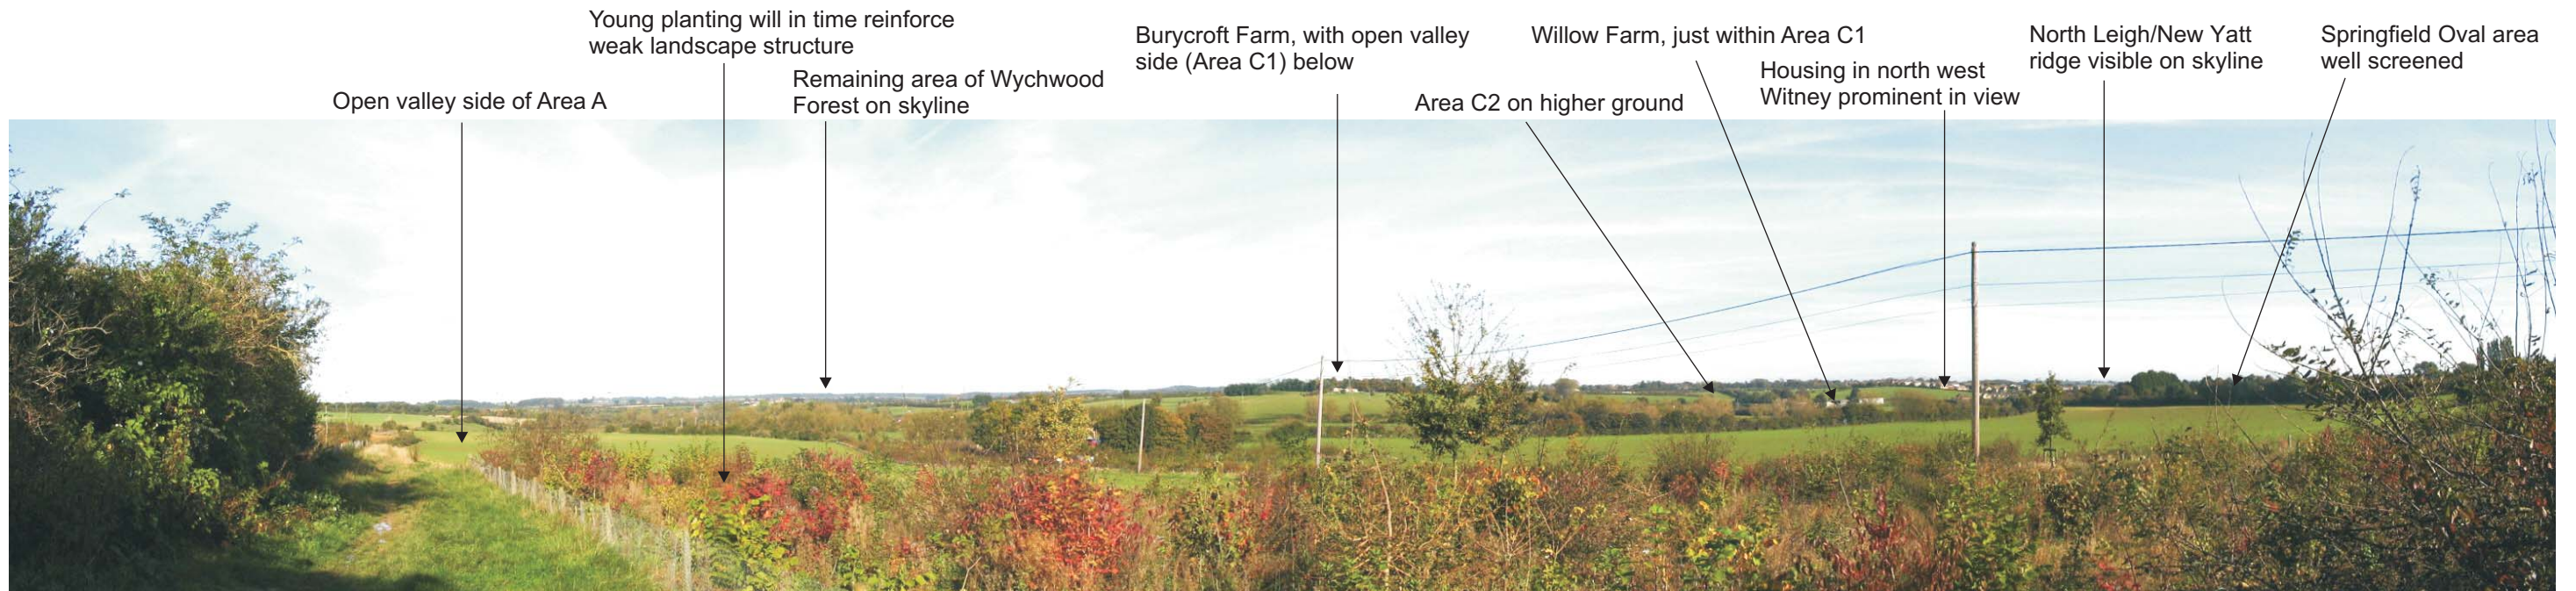 Open valley side of Area A
Young planting will in time reinforce
weak landscape structure
Remaining area of Wychwood
Forest on skyline
Burycroft Farm, with open valley
side (Area C1) below
Area C2 on higher ground
Willow Farm, just within Area C1
Housing in north west
Witney prominent in view
North Leigh/New Yatt
ridge visible on skyline
Springfield Oval area
well screened